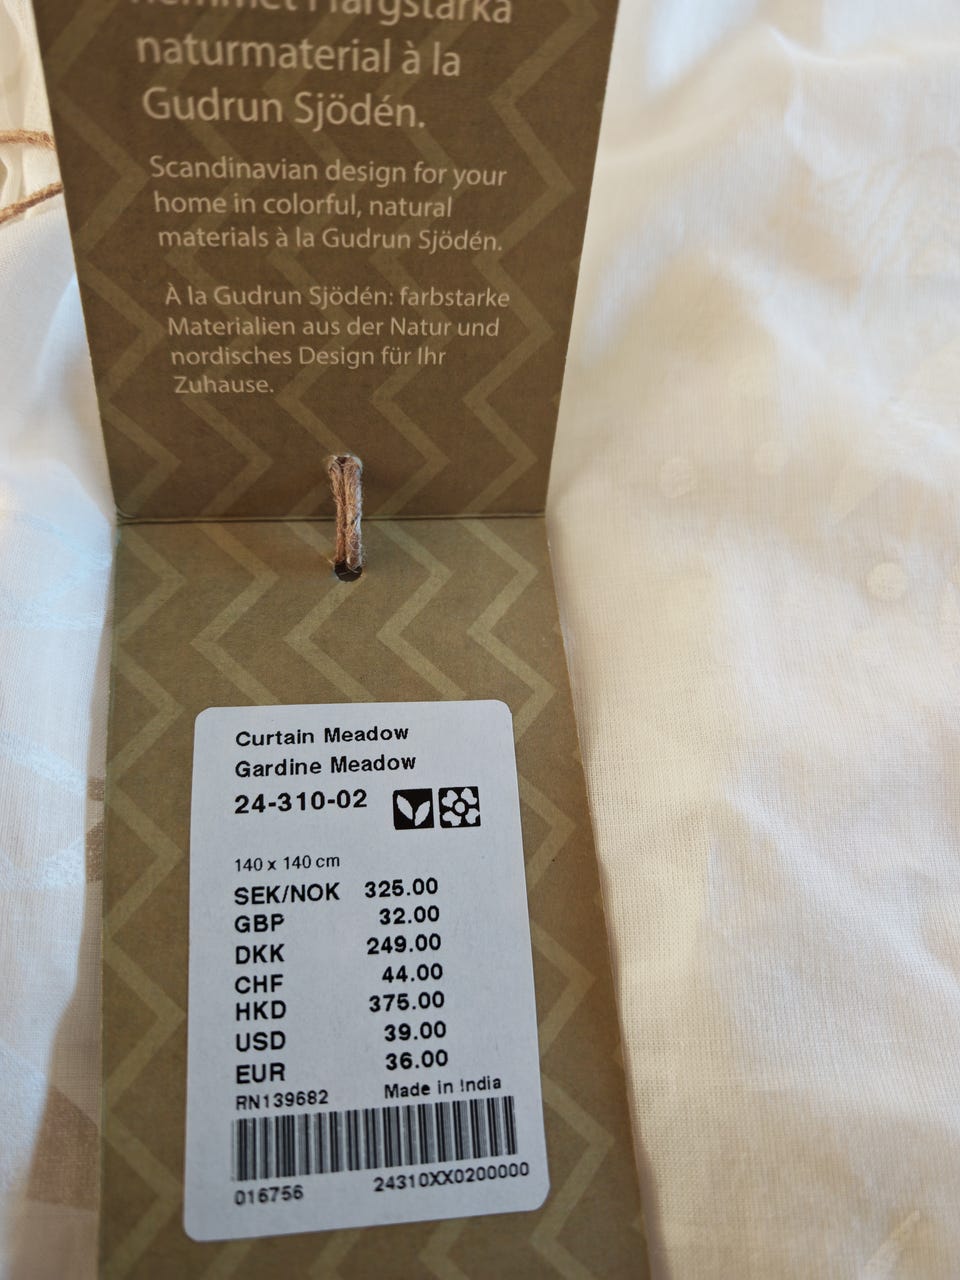 hemmet i färgstarka
naturmaterial à la
Gudrun Sjödén.
Scandinavian design for your
home in colorful, natural
materials à la Gudrun Sjödén.
À la Gudrun Sjödén: farbstarke
Materialien aus der Natur und
nordisches Design für Ihr
Zuhause.
Curtain Meadow
Gardine Meadow
24-310-02
140 x 140 cm
SEK/NOK 325.00
GBP 32.00
DKK 249.00
CHF 44.00
HKD 375.00
USD 39.00
EUR 36.00
RN139682 Made in India
016756 24310XX0200000